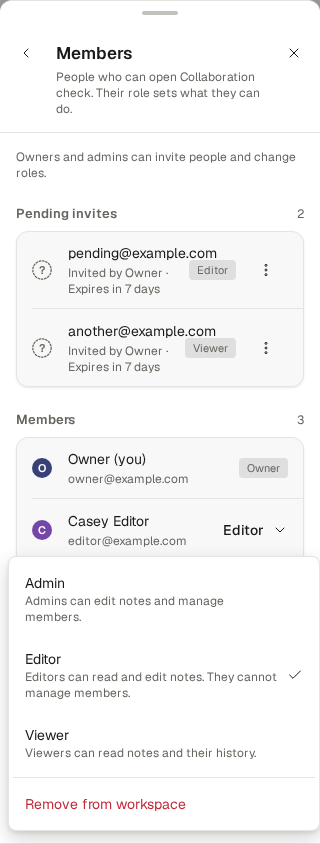 Members
People who can open Collaboration
check. Their role sets what they can
do.
Owners and admins can invite people and change
roles.
Pending invites
2
?
pending@example.com
Invited by Owner ·
Expires in 7 days
Editor
?
another@example.com
Invited by Owner ·
Expires in 7 days
Viewer
Members
3
O
Owner (you)
owner@example.com
Owner
C
Casey Editor
editor@example.com
Editor
Admin
Admins can edit notes and manage
members.
Editor
Editors can read and edit notes. They cannot
manage members.
Viewer
Viewers can read notes and their history.
Remove from workspace